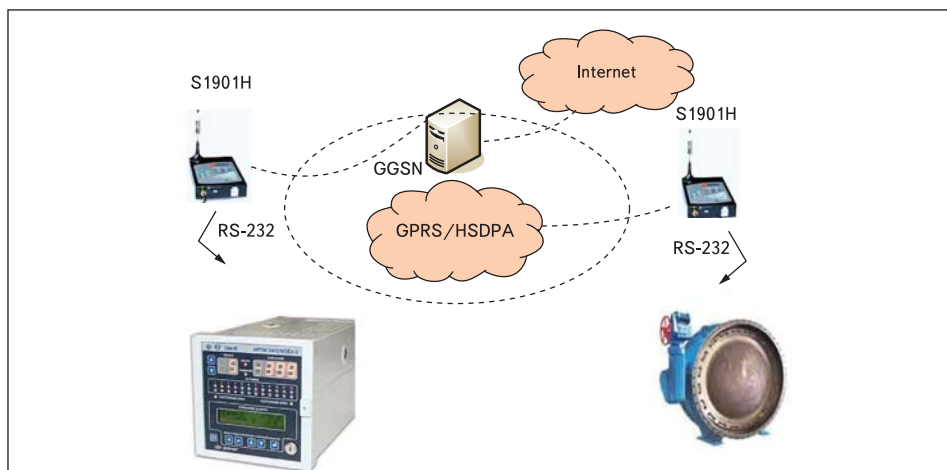 Internet
S1901H
S1901H
GGSN
GPRS/HSDPA
RS-232
RS-232